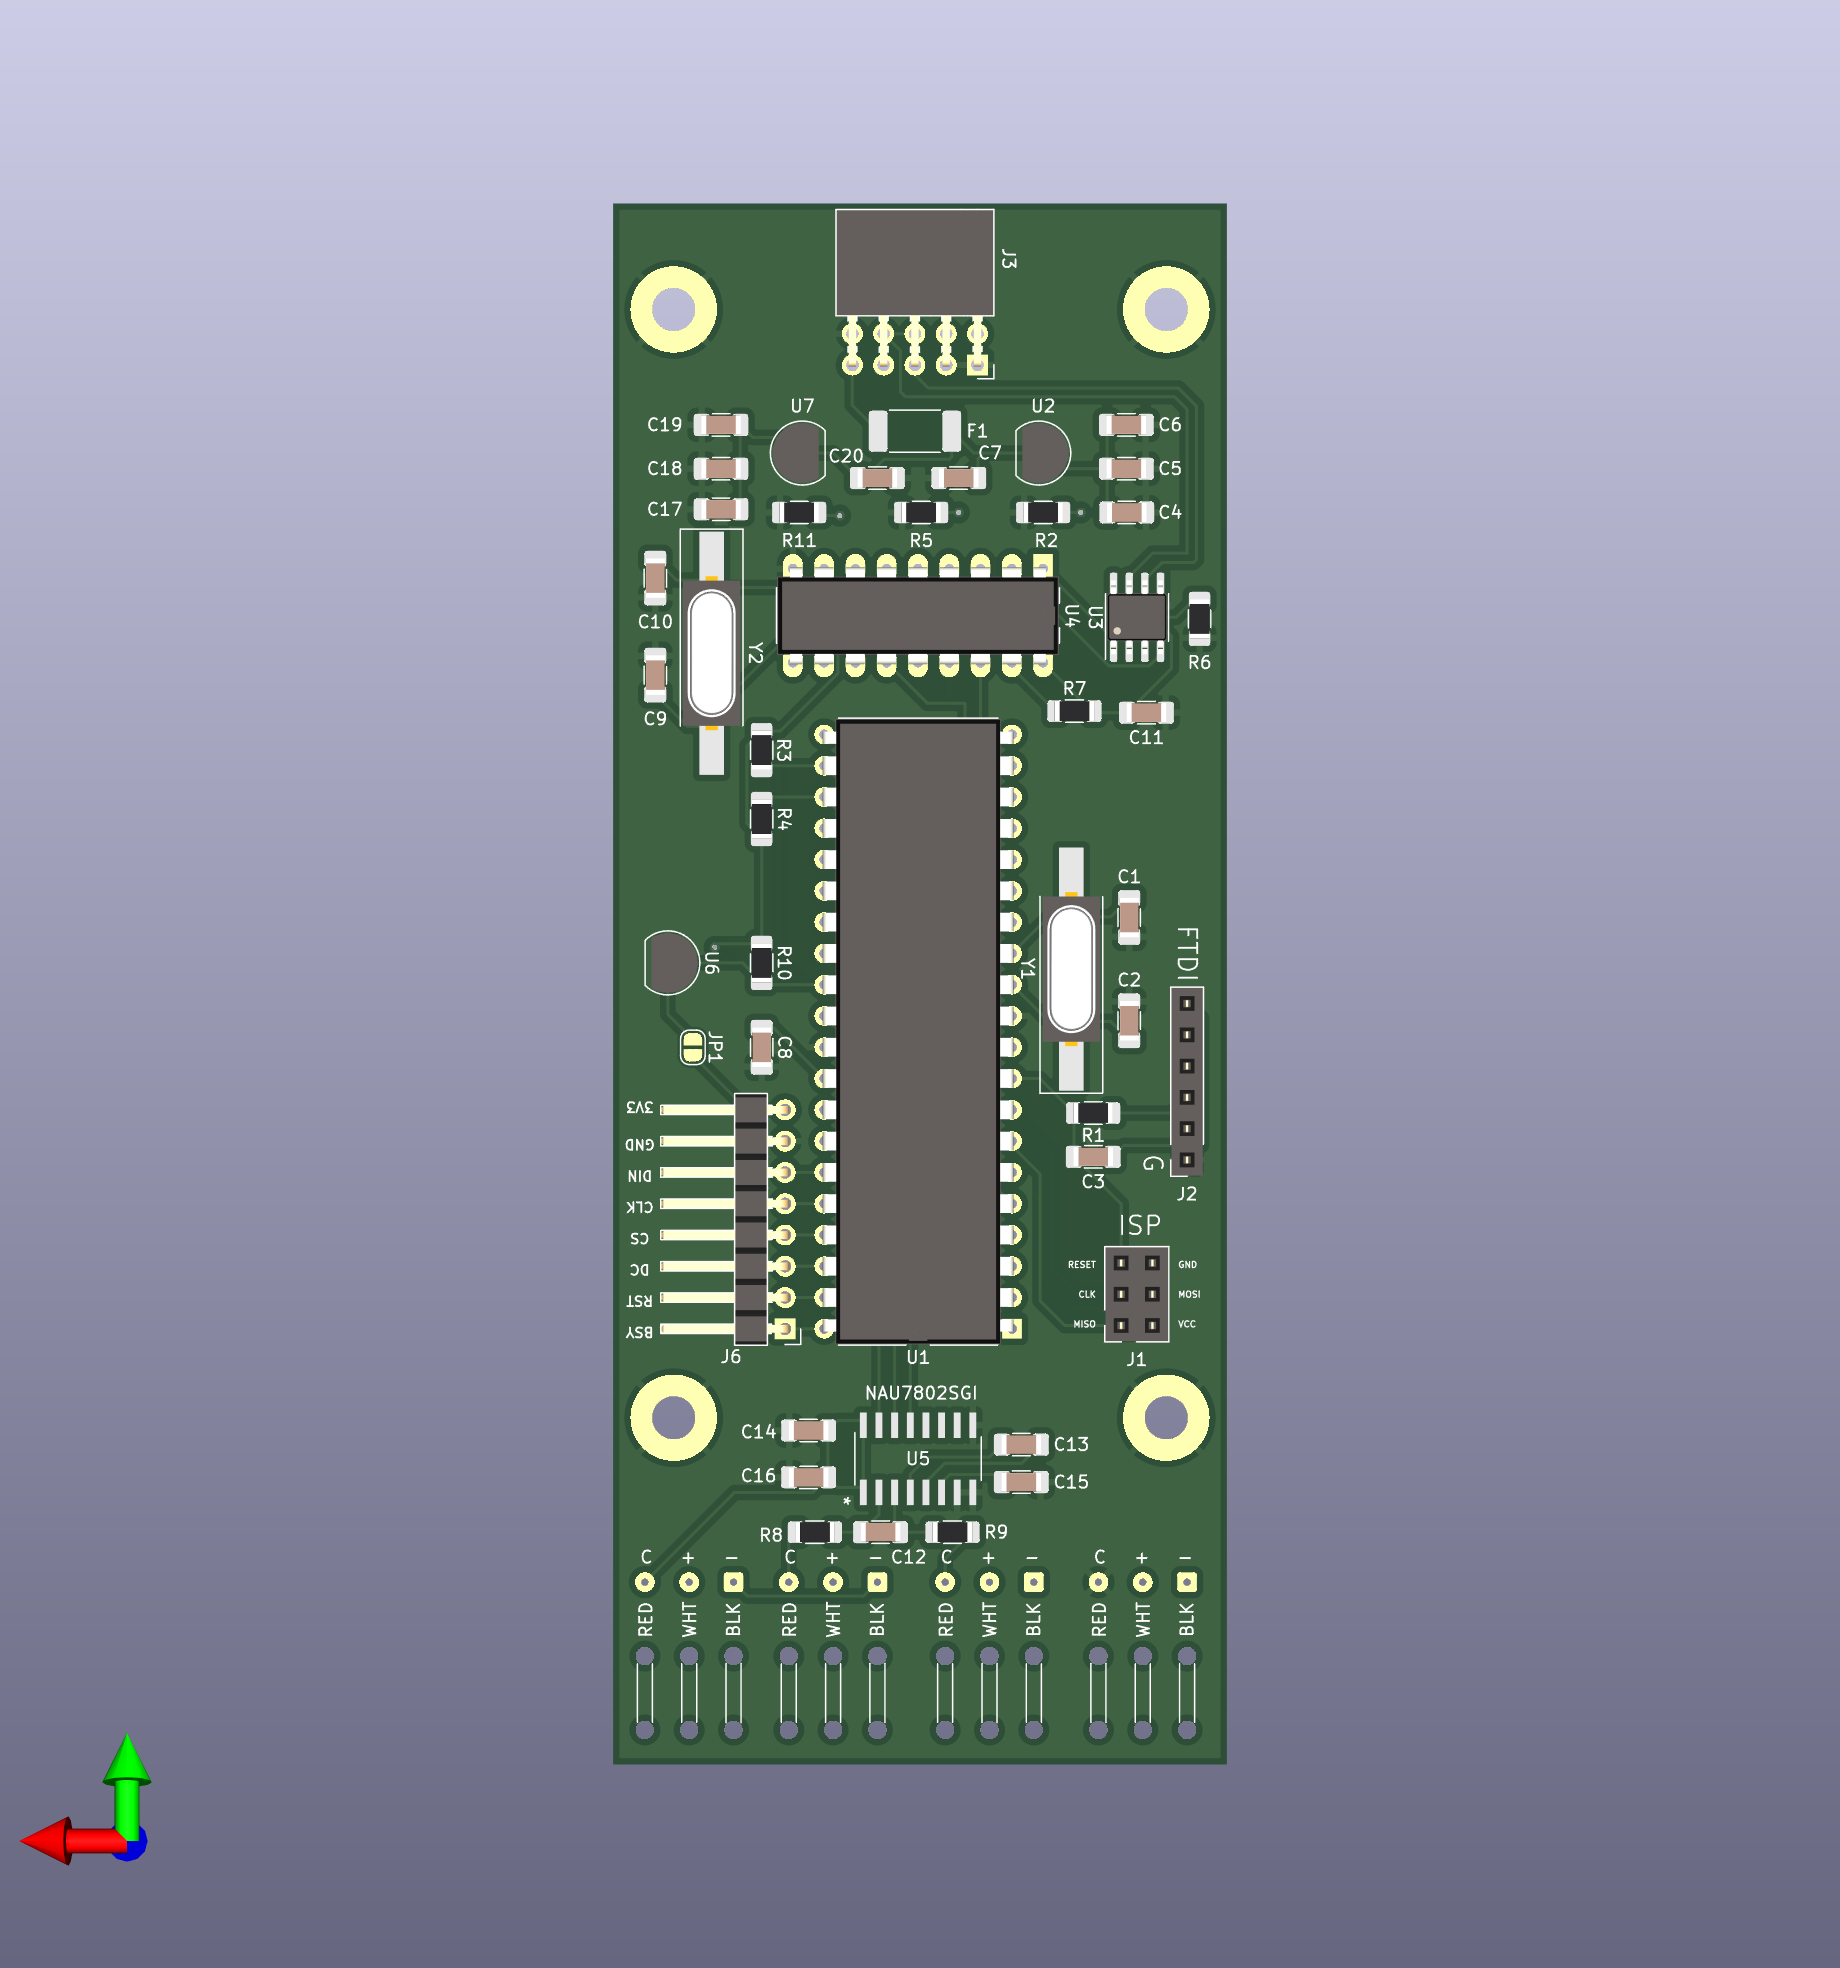 J3
C19
U7
U2
C6
F1
C20
C7
C18
C5
C17
C4
R11
R5
R2
C10
U4
U3
Y2
R6
C9
R7
C11
R3
R4
C1
FTDI
U6
R10
Y1
C2
JP1
C8
3V3
GND
DIN
CLK
CS
DC
RST
BSY
R1
G
C3
J2
ISP
RESET GND
CLK MOSI
MISO VCC
J6
U1
J1
NAU7802SGI
C14
C13
U5
C16
C15
*
R8
R9
C12
C + - C + - C + - C + -
RED WHT BLK RED WHT BLK RED WHT BLK RED WHT BLK